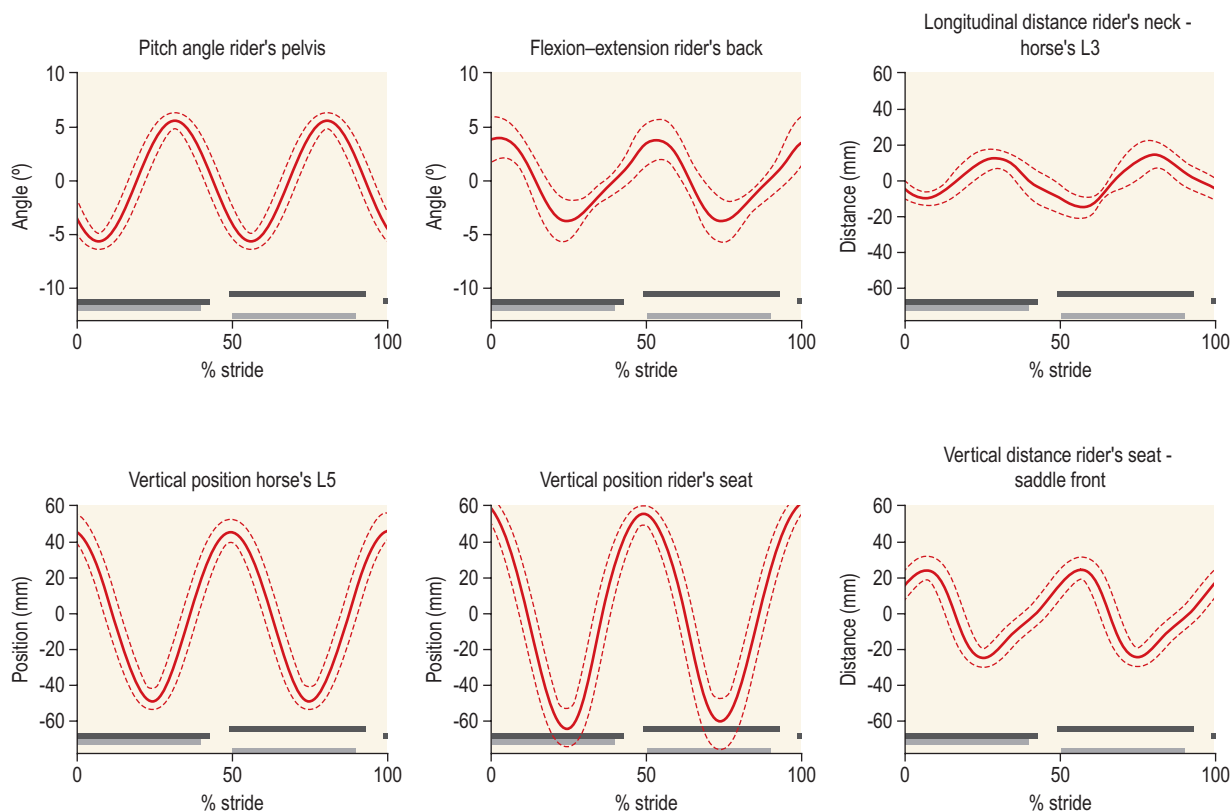 Pitch angle rider's pelvis
10
5
0
-5
-10
Angle (º)
0
50
100
% stride
Flexion–extension rider's back
10
5
0
-5
-10
Angle (º)
0
50
100
% stride
Longitudinal distance rider's neck -
horse's L3
60
40
20
0
-20
-40
-60
Distance (mm)
0
50
100
% stride
Vertical position horse's L5
60
40
20
0
-20
-40
-60
Position (mm)
0
50
100
% stride
Vertical position rider's seat
60
40
20
0
-20
-40
-60
Position (mm)
0
50
100
% stride
Vertical distance rider's seat -
saddle front
60
40
20
0
-20
-40
-60
Distance (mm)
0
50
100
% stride